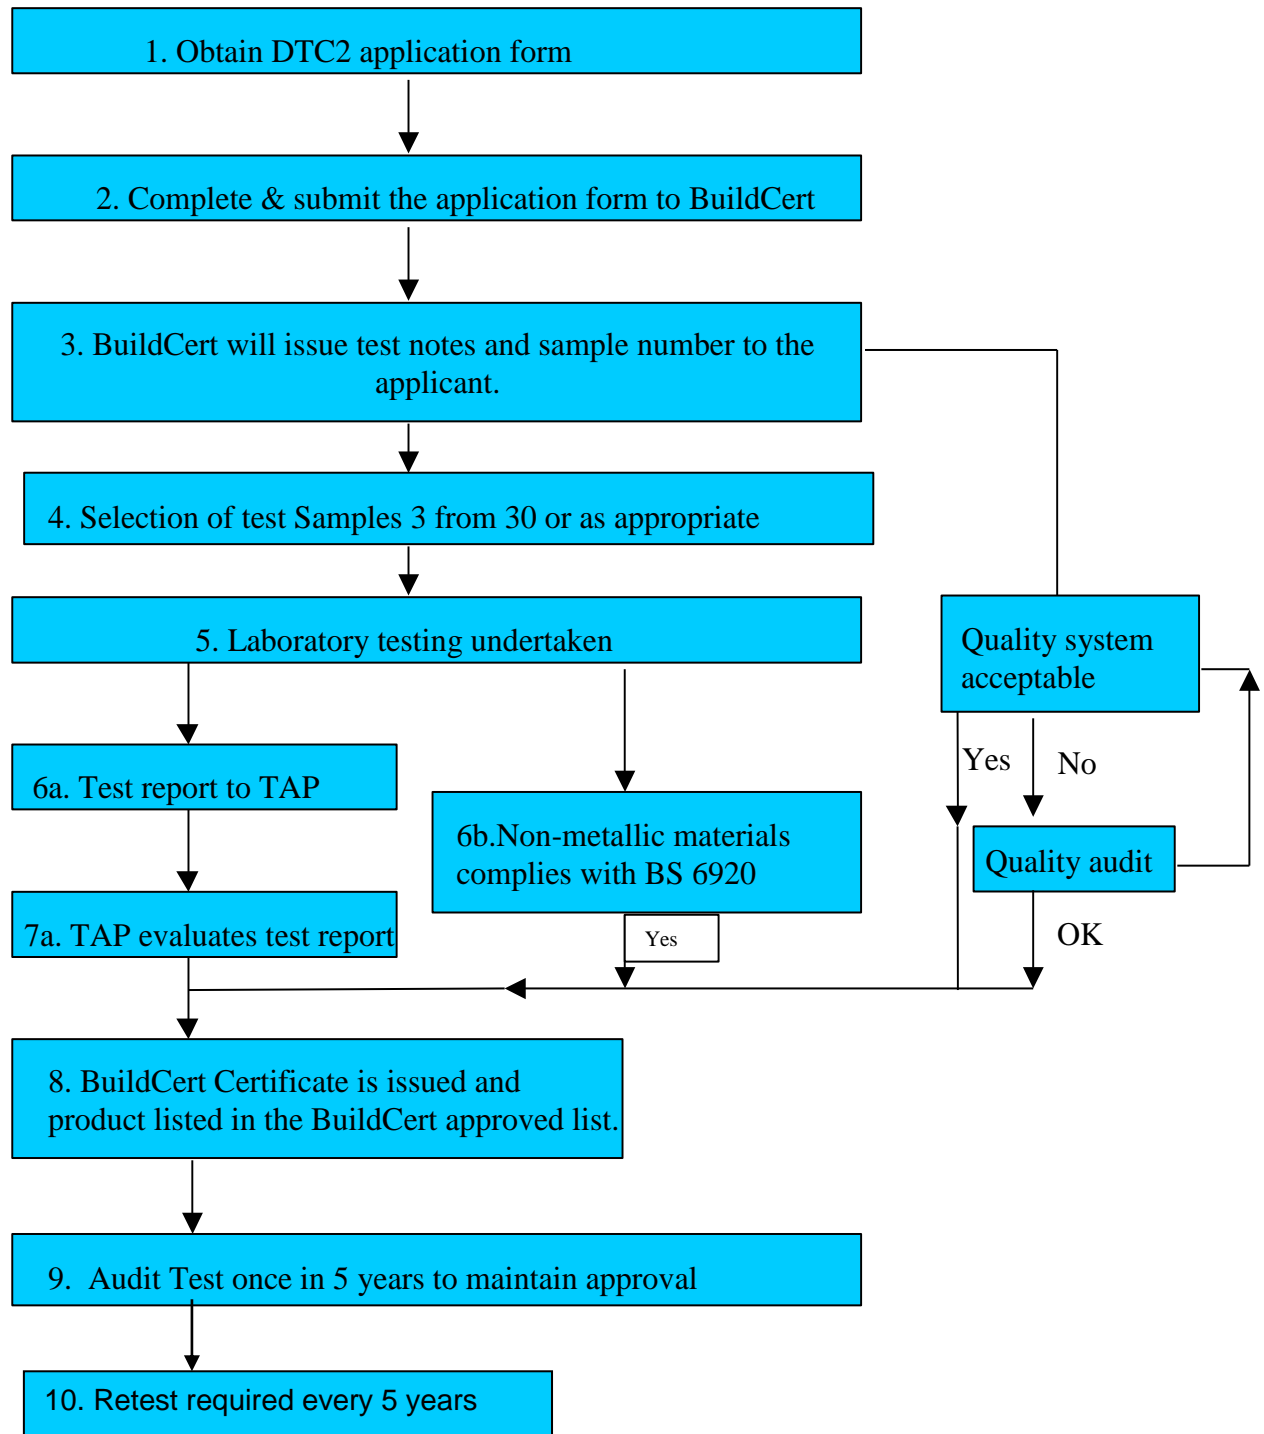 1. Obtain DTC2 application form
2. Complete & submit the application form to BuildCert
3. BuildCert will issue test notes and sample number to the
applicant.
4. Selection of test Samples 3 from 30 or as appropriate
5. Laboratory testing undertaken
Quality system
acceptable
Yes
No
6a. Test report to TAP
6b.Non-metallic materials
complies with BS 6920
Quality audit
7a. TAP evaluates test report
Yes
OK
8. BuildCert Certificate is issued and
product listed in the BuildCert approved list.
9. Audit Test once in 5 years to maintain approval
10. Retest required every 5 years